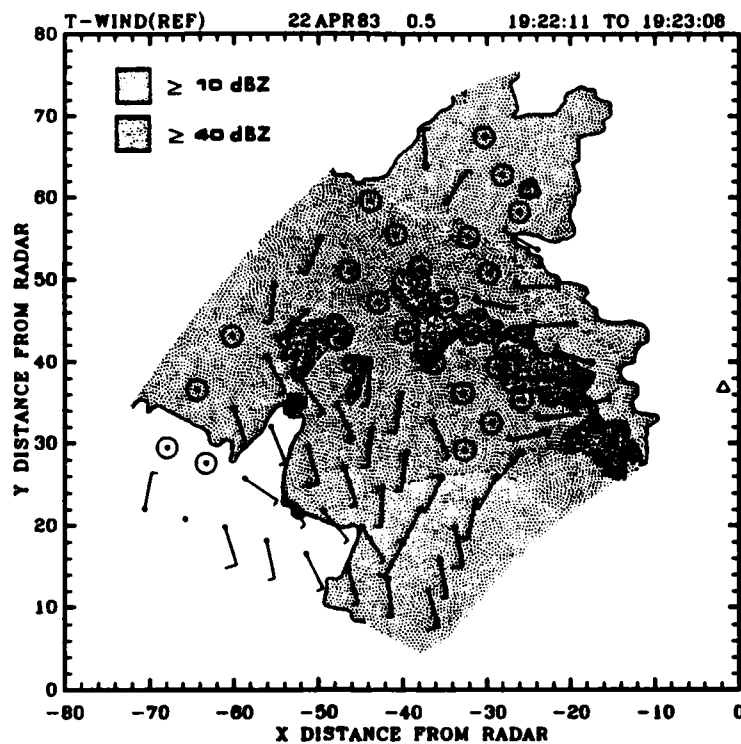 T-WIND(REF) 22APR83 0.5 19:22:11 TO 19:23:08
≥ 10 dBZ
≥ 40 dBZ
80
70
60
50
40
30
20
10
0
Y DISTANCE FROM RADAR
-80 -70 -60 -50 -40 -30 -20 -10 0
X DISTANCE FROM RADAR